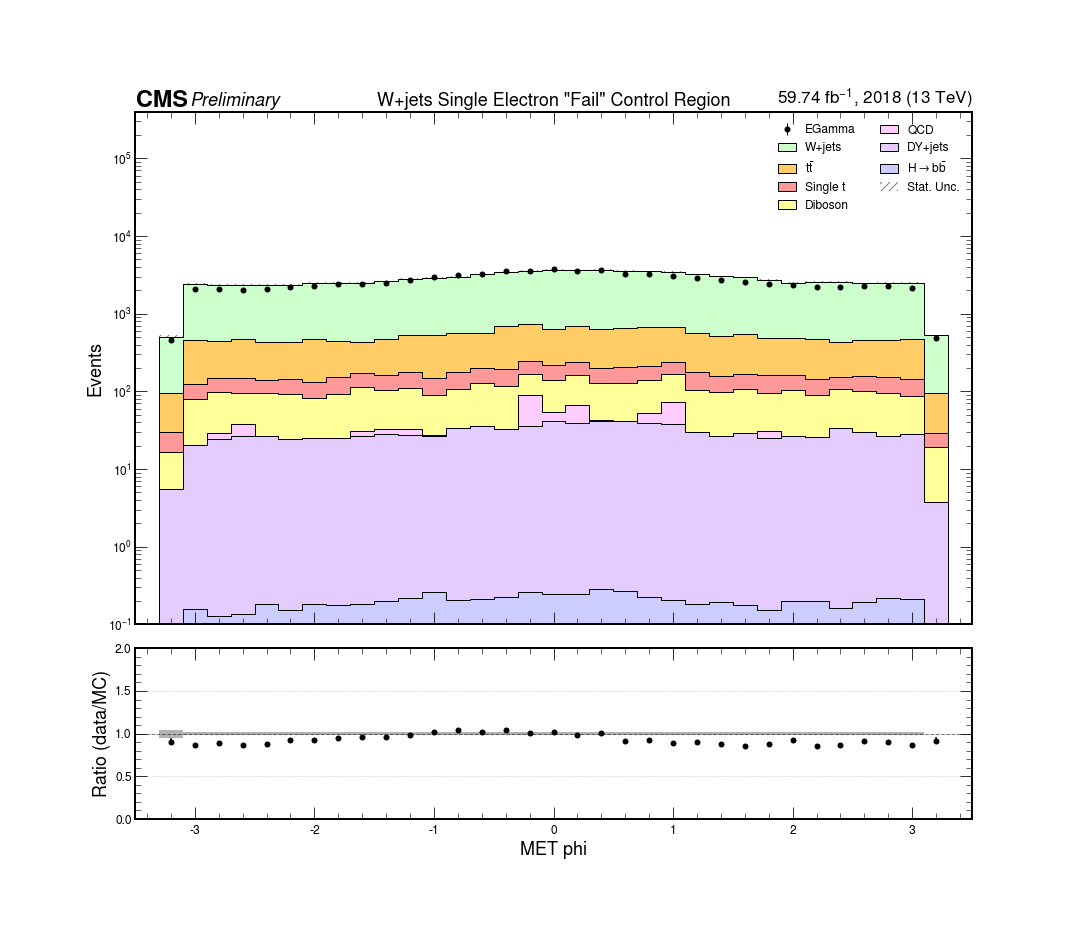 CMS Preliminary W+jets Single Electron "Fail" Control Region 59.74 fb⁻¹, 2018 (13 TeV)
EGamma
W+jets
tt̄
Single t
Diboson
QCD
DY+jets
H→bb̄
Stat. Unc.
Events
10⁵
10⁴
10³
10²
10¹
10⁰
10⁻¹
Ratio (data/MC)
2.0
1.5
1.0
0.5
0.0
-3 -2 -1 0 1 2 3
MET phi